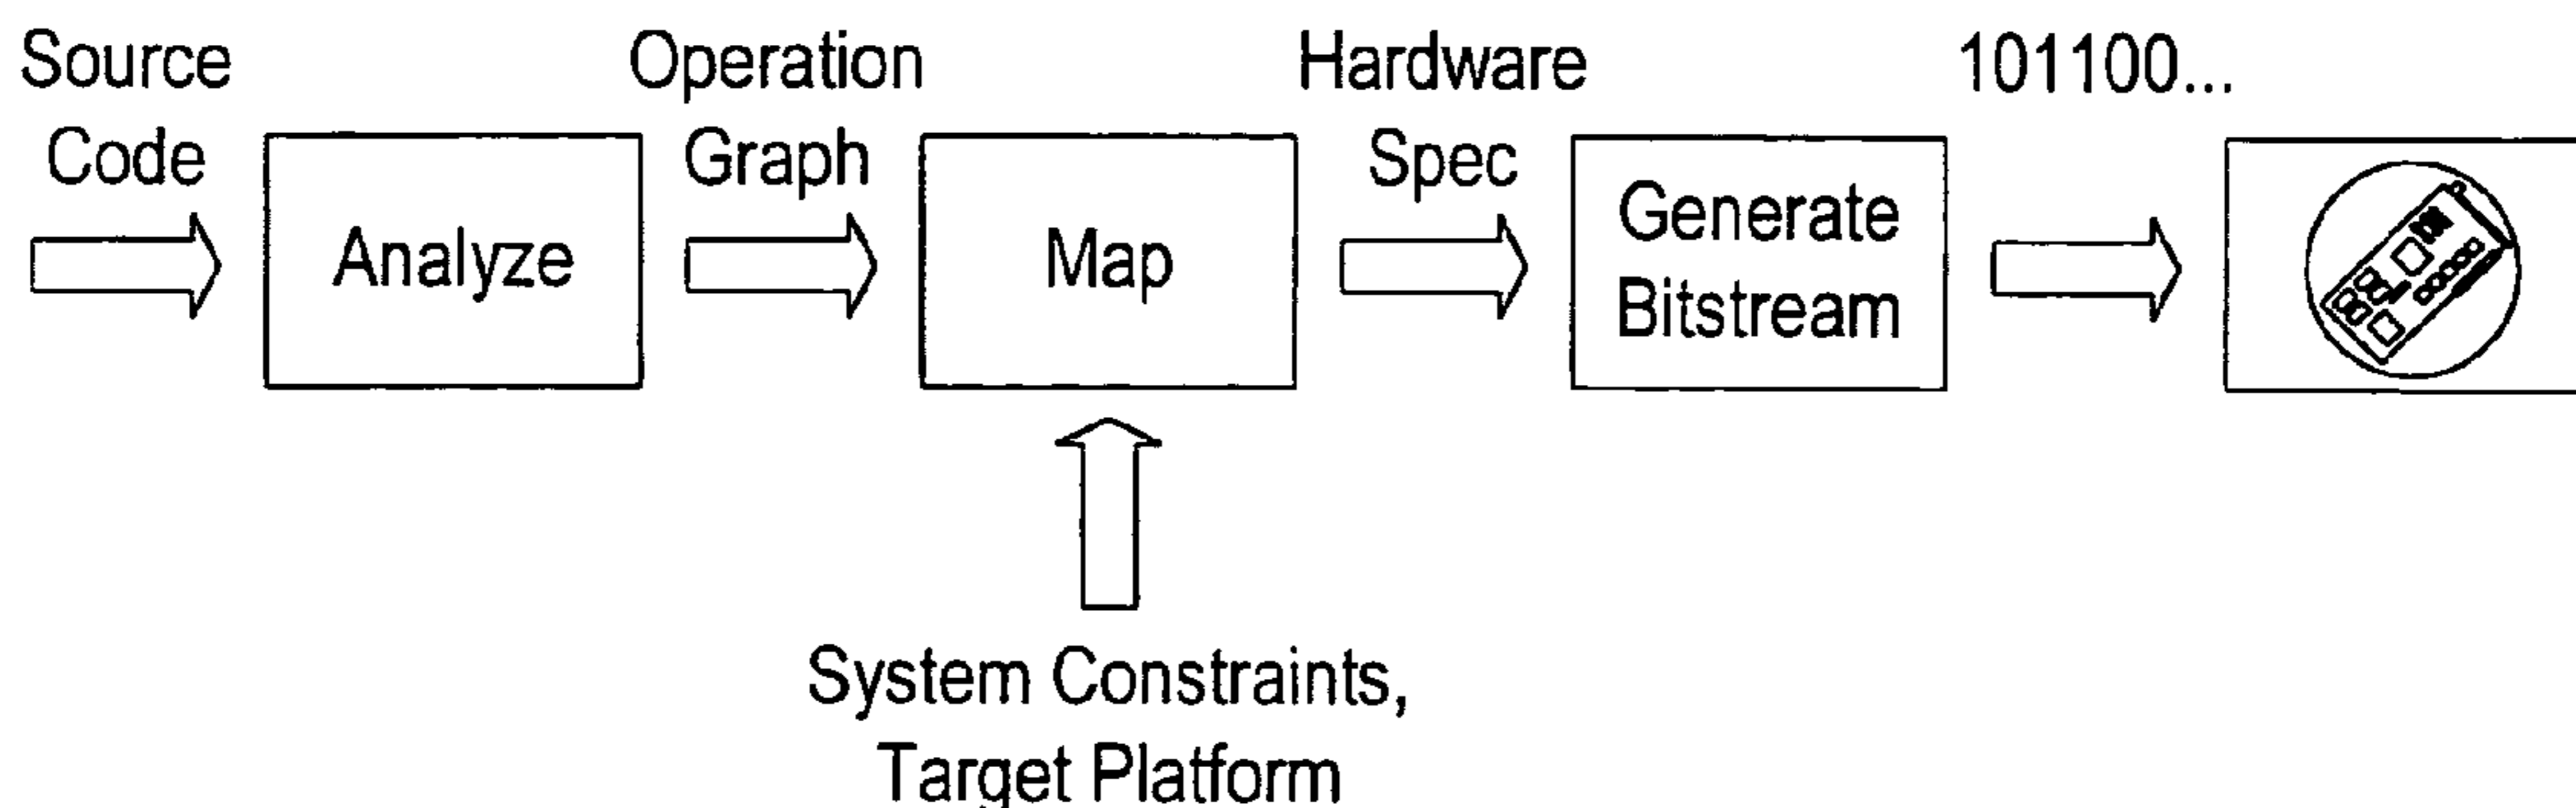 Source
Code
Analyze
Operation
Graph
Map
Hardware
Spec
Generate
Bitstream
101100...
System Constraints,
Target Platform